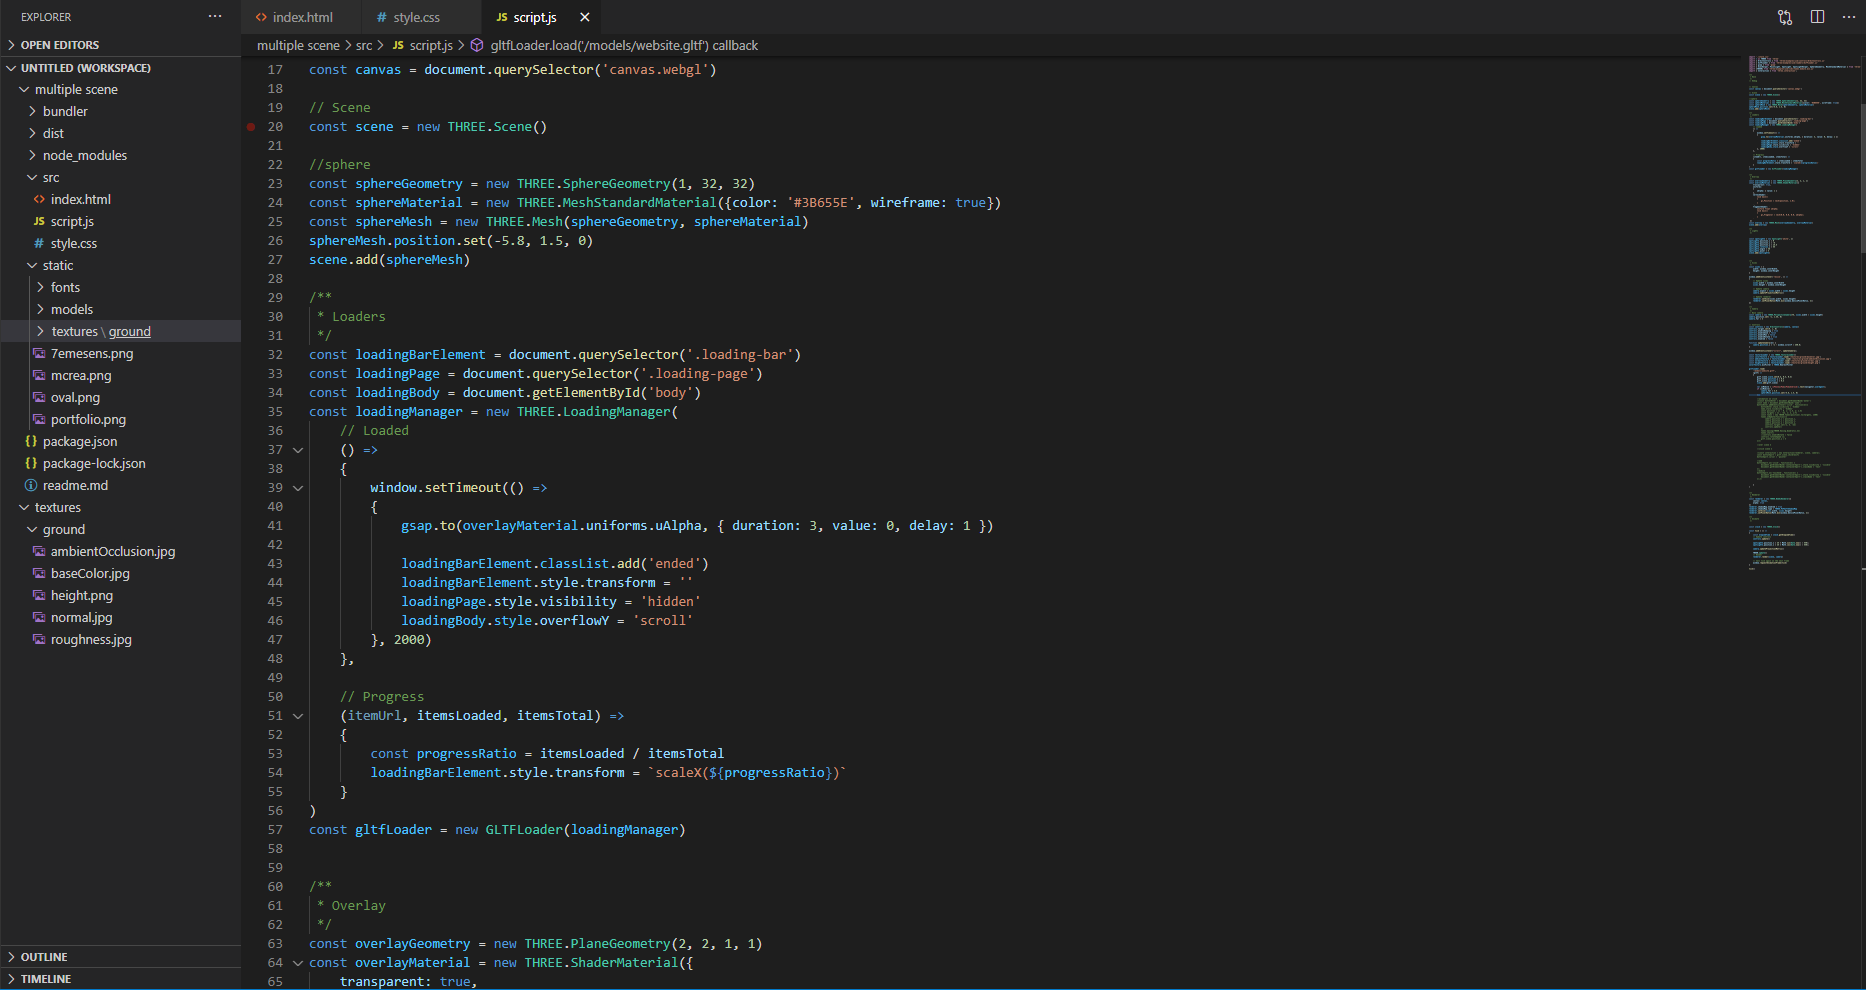 EXPLORER
OPEN EDITORS
UNTITLED (WORKSPACE)
multiple scene
bundler
dist
node_modules
src
index.html
script.js
style.css
static
fonts
models
textures \ ground
7emesens.png
mcrea.png
oval.png
portfolio.png
package.json
package-lock.json
readme.md
textures
ground
ambientOcclusion.jpg
baseColor.jpg
height.png
normal.jpg
roughness.jpg
OUTLINE
TIMELINE
index.html style.css JS script.js
multiple scene > src > JS script.js > gltfLoader.load('/models/website.gltf') callback
17 const canvas = document.querySelector('canvas.webgl')
18
19 // Scene
20 const scene = new THREE.Scene()
21
22 //sphere
23 const sphereGeometry = new THREE.SphereGeometry(1, 32, 32)
24 const sphereMaterial = new THREE.MeshStandardMaterial({color: '#3B655E', wireframe: true})
25 const sphereMesh = new THREE.Mesh(sphereGeometry, sphereMaterial)
26 sphereMesh.position.set(-5.8, 1.5, 0)
27 scene.add(sphereMesh)
28
29 /**
30  * Loaders
31  */
32 const loadingBarElement = document.querySelector('.loading-bar')
33 const loadingPage = document.querySelector('.loading-page')
34 const loadingBody = document.getElementById('body')
35 const loadingManager = new THREE.LoadingManager(
36     // Loaded
37     () =>
38     {
39         window.setTimeout(() =>
40         {
41             gsap.to(overlayMaterial.uniforms.uAlpha, { duration: 3, value: 0, delay: 1 })
42
43             loadingBarElement.classList.add('ended')
44             loadingBarElement.style.transform = ''
45             loadingPage.style.visibility = 'hidden'
46             loadingBody.style.overflowY = 'scroll'
47         }, 2000)
48     },
49
50     // Progress
51     (itemUrl, itemsLoaded, itemsTotal) =>
52     {
53         const progressRatio = itemsLoaded / itemsTotal
54         loadingBarElement.style.transform = `scaleX(${progressRatio})`
55     }
56 )
57 const gltfLoader = new GLTFLoader(loadingManager)
58
59
60 /**
61  * Overlay
62  */
63 const overlayGeometry = new THREE.PlaneGeometry(2, 2, 1, 1)
64 const overlayMaterial = new THREE.ShaderMaterial({
65     transparent: true,